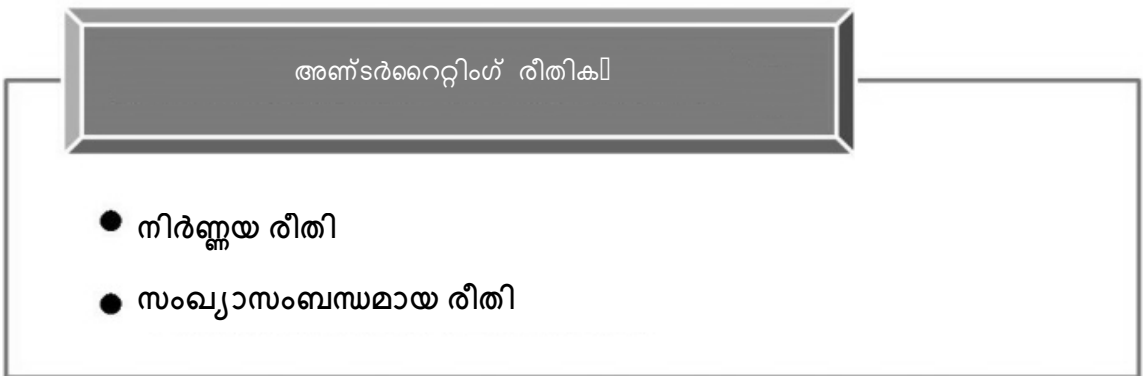 അണ്ടർറൈറ്റിംഗ് രീതിക
നിർണ്ണയ രീതി
സംഖ്യാസംബന്ധമായ രീതി